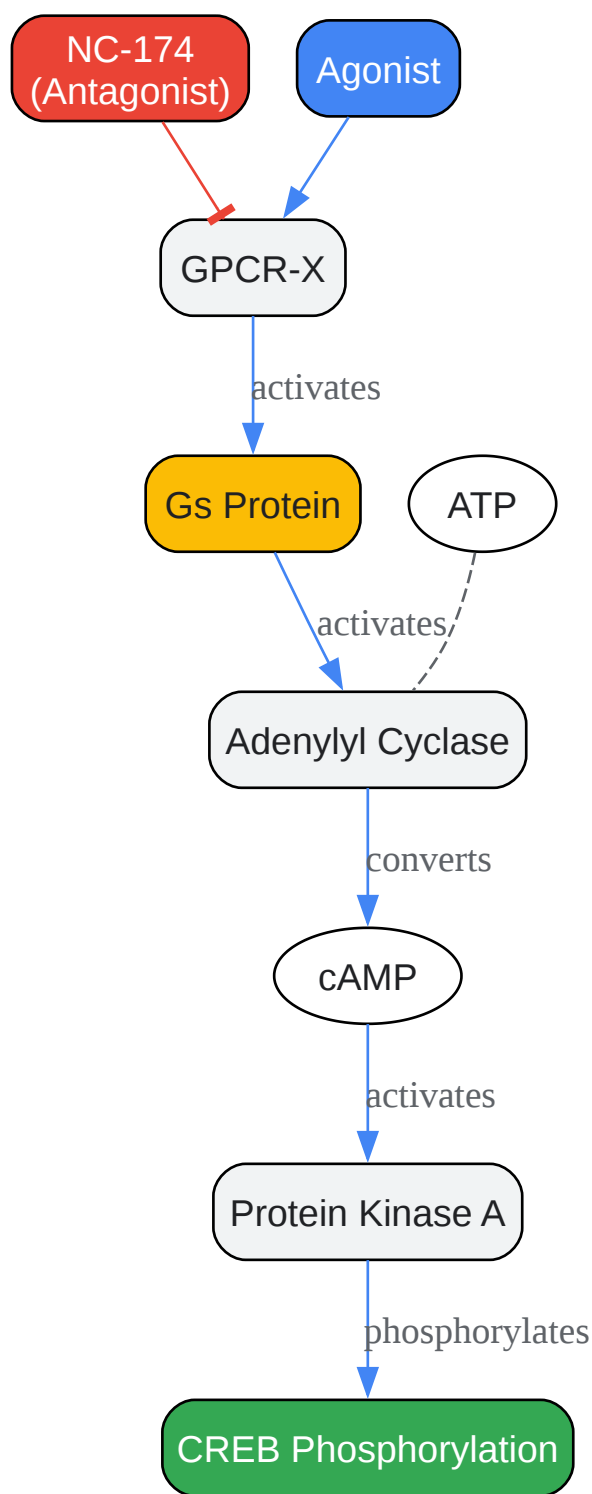 NC-174
(Antagonist)
Agonist
GPCR-X
activates
Gs Protein
ATP
activates
Adenylyl Cyclase
converts
cAMP
activates
Protein Kinase A
phosphorylates
CREB Phosphorylation